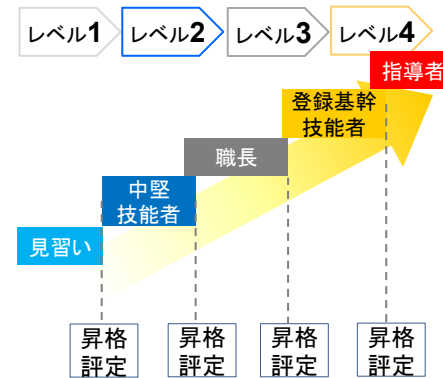 レベル1
レベル2
レベル3
レベル4
指導者
登録基幹
技能者
職長
中堅
技能者
見習い
昇格
評定
昇格
評定
昇格
評定
昇格
評定